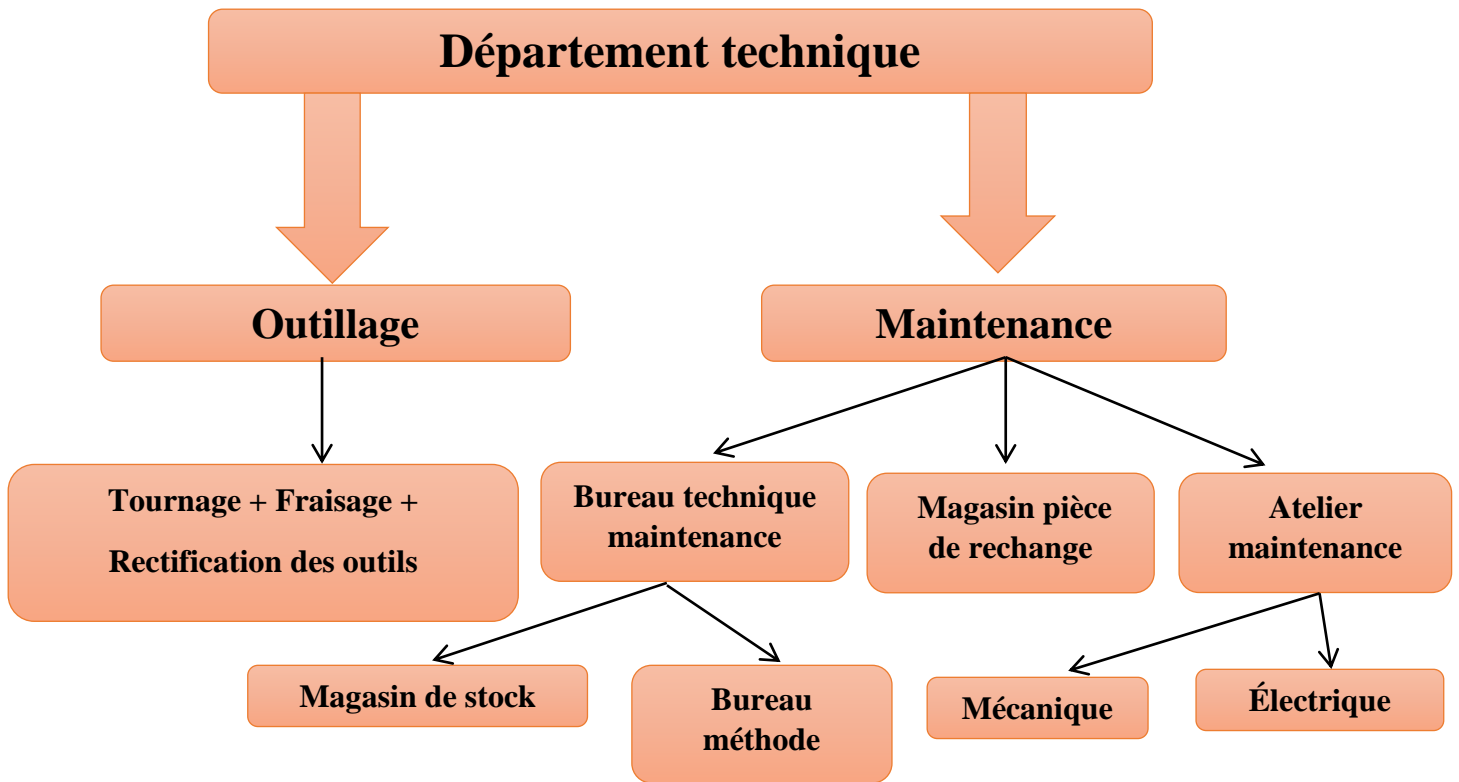 Département technique
Outillage
Maintenance
Tournage + Fraisage +
Rectification des outils
Bureau technique
maintenance
Magasin pièce
de rechange
Atelier
maintenance
Magasin de stock
Bureau
méthode
Mécanique
Électrique